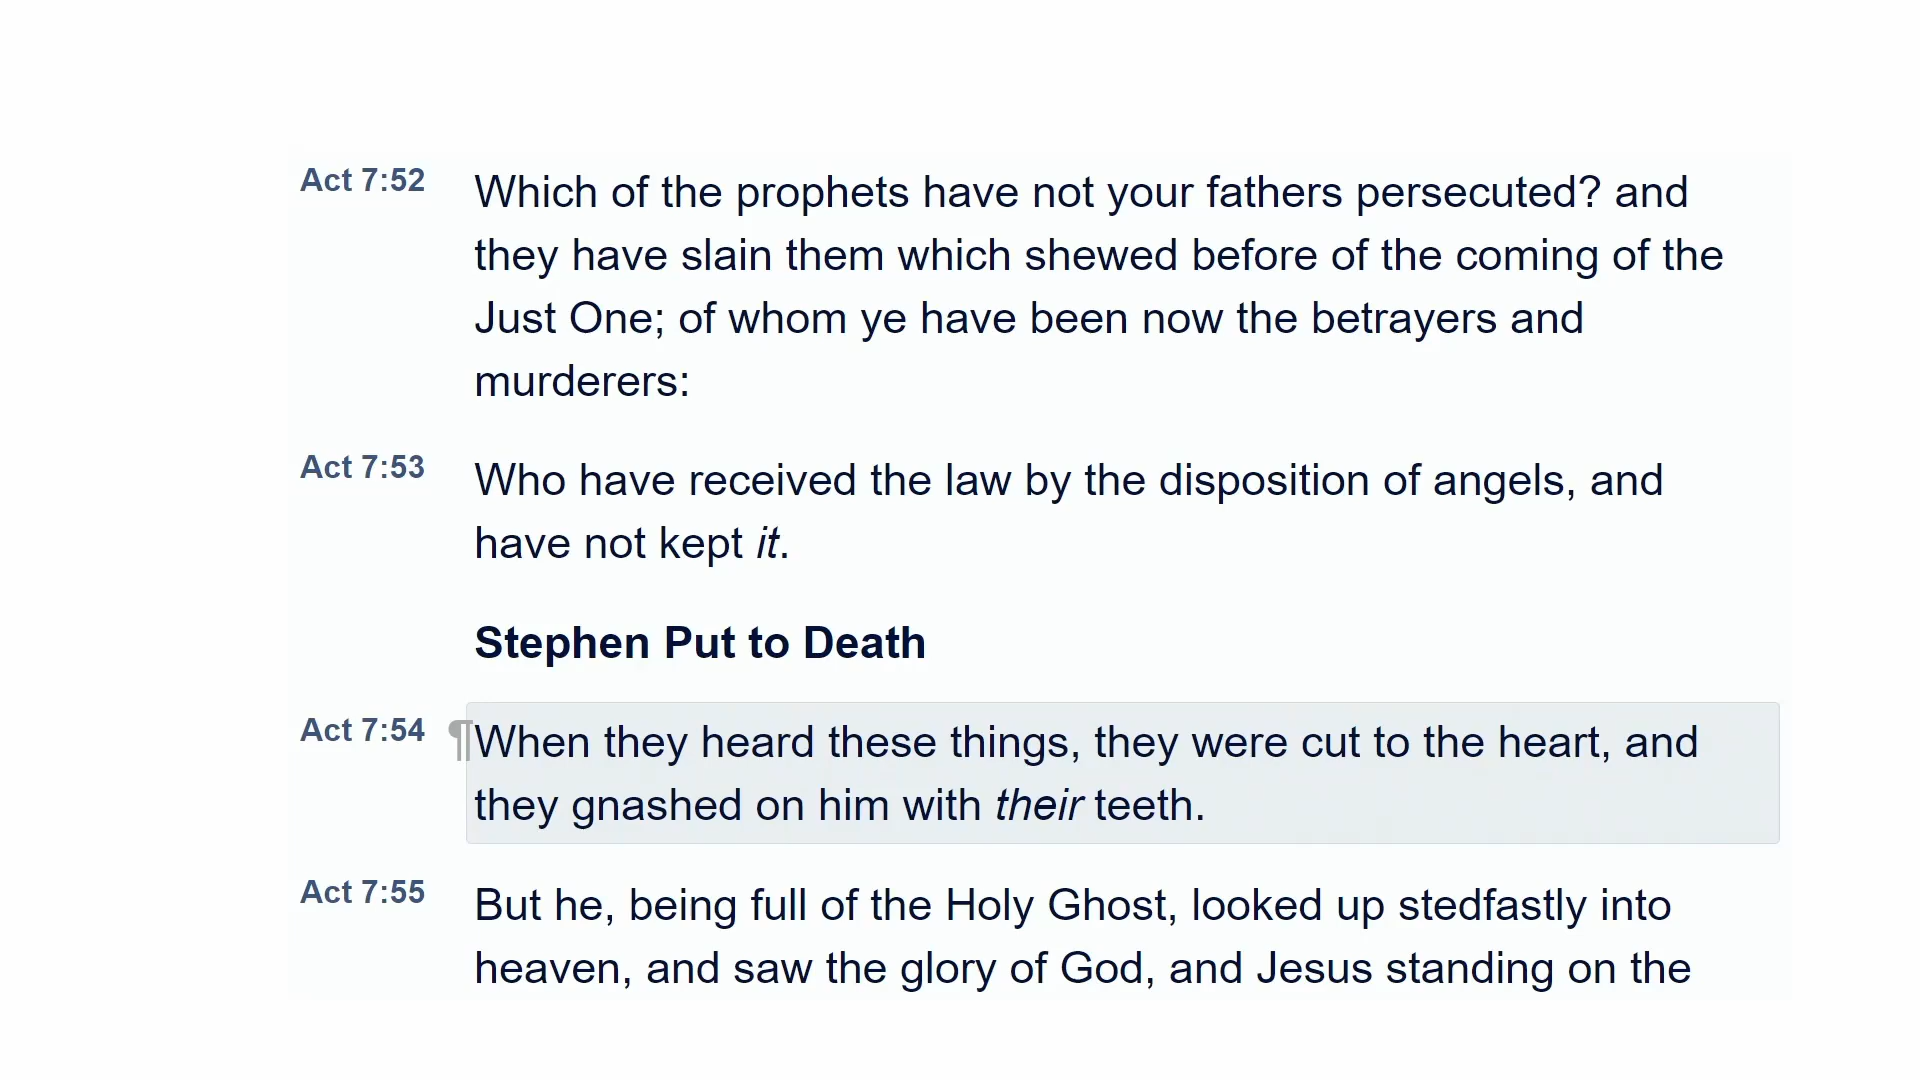 Act 7:52 Which of the prophets have not your fathers persecuted? and
they have slain them which shewed before of the coming of the
Just One; of whom ye have been now the betrayers and
murderers:
Act 7:53 Who have received the law by the disposition of angels, and
have not kept it.
Stephen Put to Death
Act 7:54 ¶When they heard these things, they were cut to the heart, and
they gnashed on him with their teeth.
Act 7:55 But he, being full of the Holy Ghost, looked up stedfastly into
heaven, and saw the glory of God, and Jesus standing on the